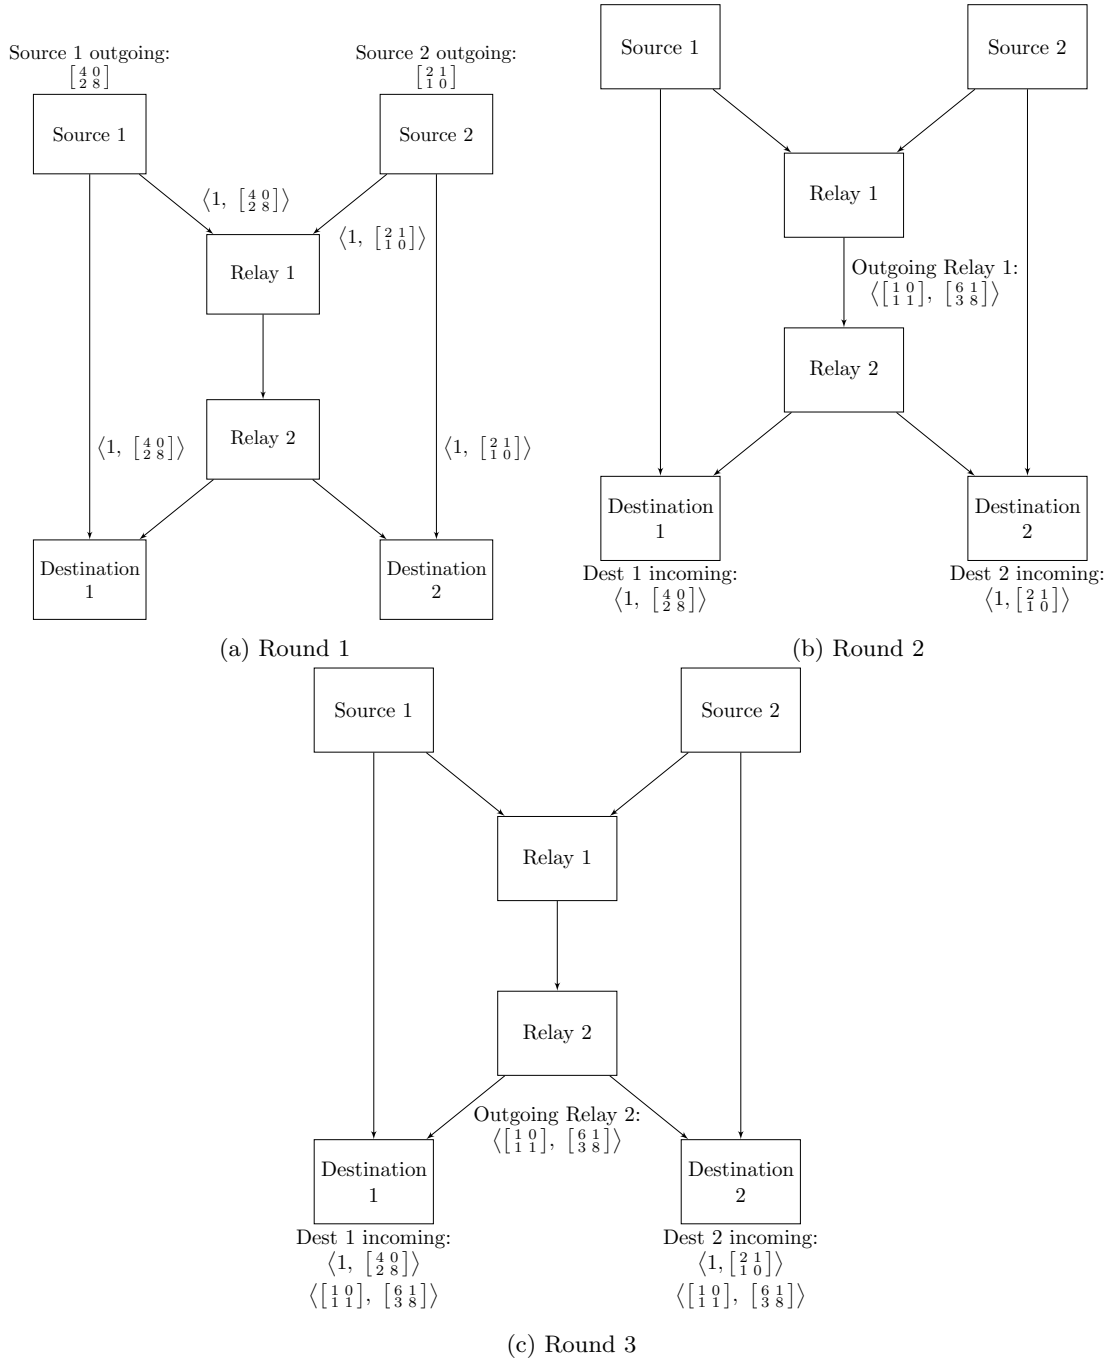 Source 1 outgoing:
[4 0
2 8]
Source 2 outgoing:
[2 1
1 0]
Source 1
Source 2
⟨1, [4 0
2 8]⟩
⟨1, [2 1
1 0]⟩
Relay 1
Relay 2
⟨1, [4 0
2 8]⟩
⟨1, [2 1
1 0]⟩
Destination
1
Destination
2
(a) Round 1
Source 1
Source 2
Relay 1
Outgoing Relay 1:
⟨[1 0
1 1], [6 1
3 8]⟩
Relay 2
Destination
1
Destination
2
Dest 1 incoming:
⟨1, [4 0
2 8]⟩
Dest 2 incoming:
⟨1,[2 1
1 0]⟩
(b) Round 2
Source 1
Source 2
Relay 1
Relay 2
Outgoing Relay 2:
⟨[1 0
1 1], [6 1
3 8]⟩
Destination
1
Destination
2
Dest 1 incoming:
⟨1, [4 0
2 8]⟩
⟨[1 0
1 1], [6 1
3 8]⟩
Dest 2 incoming:
⟨1,[2 1
1 0]⟩
⟨[1 0
1 1], [6 1
3 8]⟩
(c) Round 3